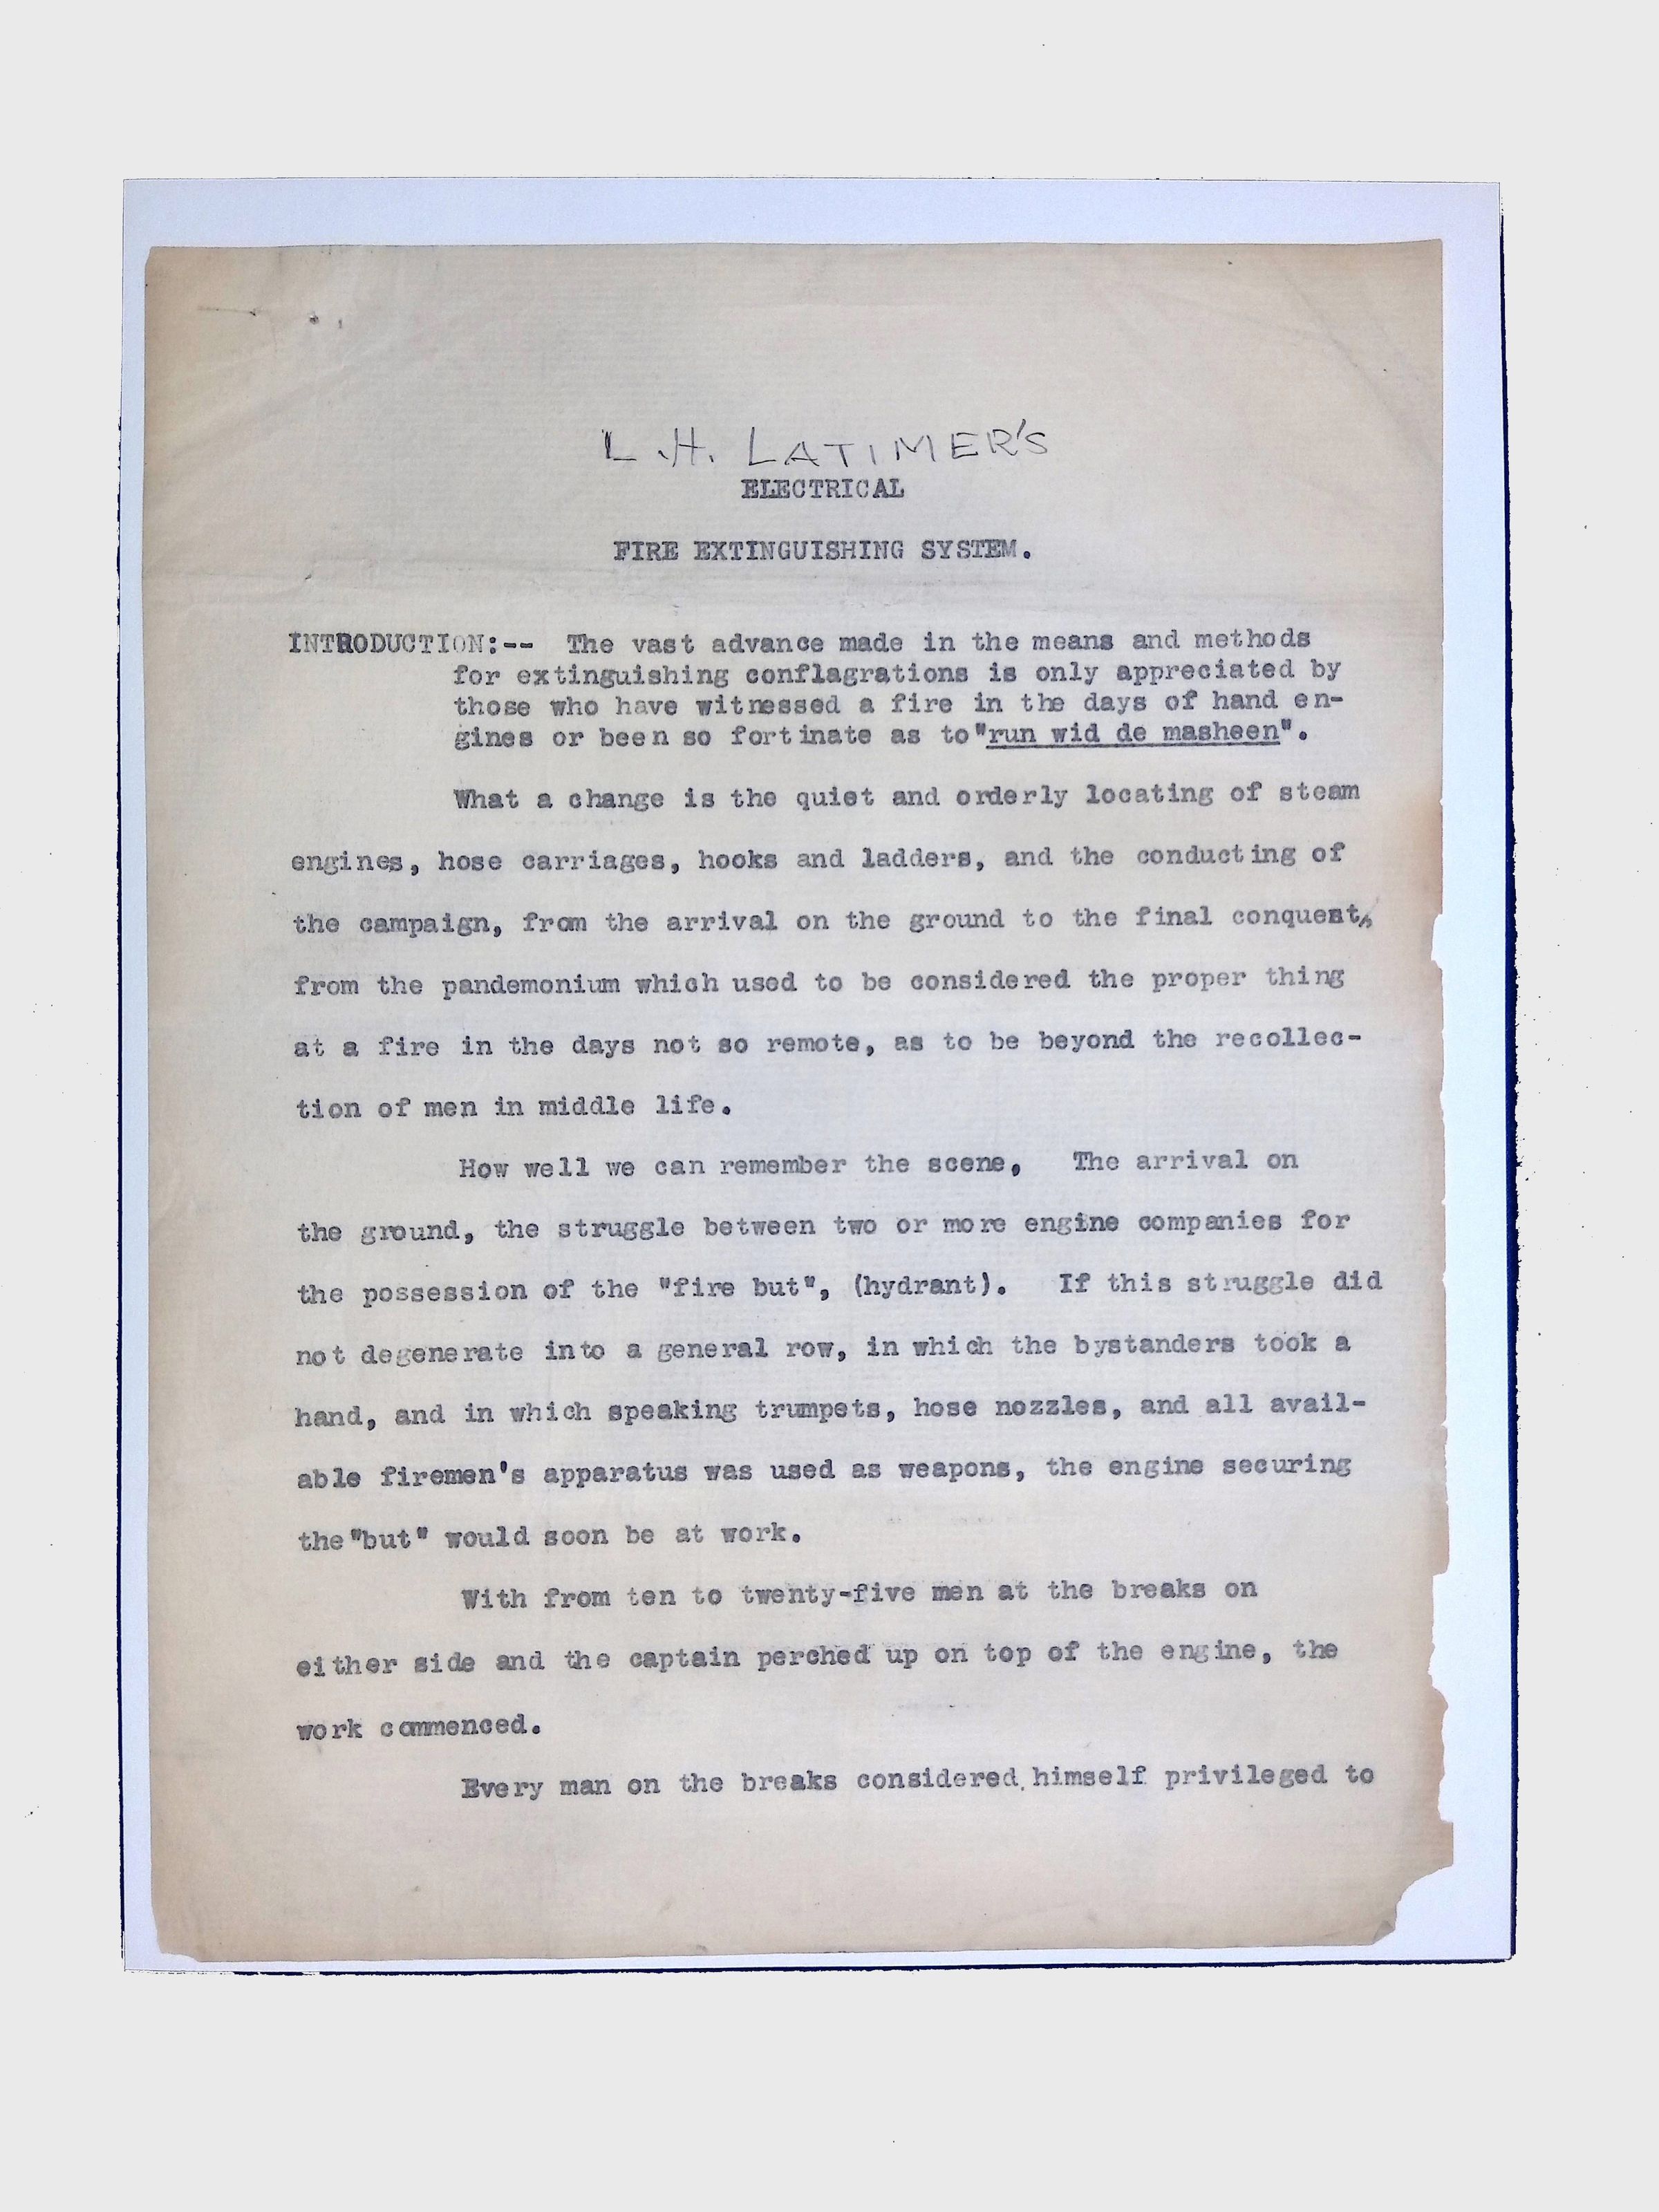 L.H. LATIMER'S
ELECTRICAL
FIRE EXTINGUISHING SYSTEM.
INTRODUCTION:-- The vast advance made in the means and methods
for extinguishing conflagrations is only appreciated by
those who have witnessed a fire in the days of hand en-
gines or been so fortinate as to"run wid de masheen".
What a change is the quiet and orderly locating of steam
engines, hose carriages, hooks and ladders, and the conducting of
the campaign, from the arrival on the ground to the final conquest,
from the pandemonium which used to be considered the proper thing
at a fire in the days not so remote, as to be beyond the recollec-
tion of men in middle life.
How well we can remember the scene, The arrival on
the ground, the struggle between two or more engine companies for
the possession of the "fire but", (hydrant). If this struggle did
not degenerate into a general row, in which the bystanders took a
hand, and in which speaking trumpets, hose nozzles, and all avail-
able firemen's apparatus was used as weapons, the engine securing
the"but" would soon be at work.
With from ten to twenty-five men at the breaks on
either side and the captain perched up on top of the engine, the
work commenced.
Every man on the breaks considered himself privileged to